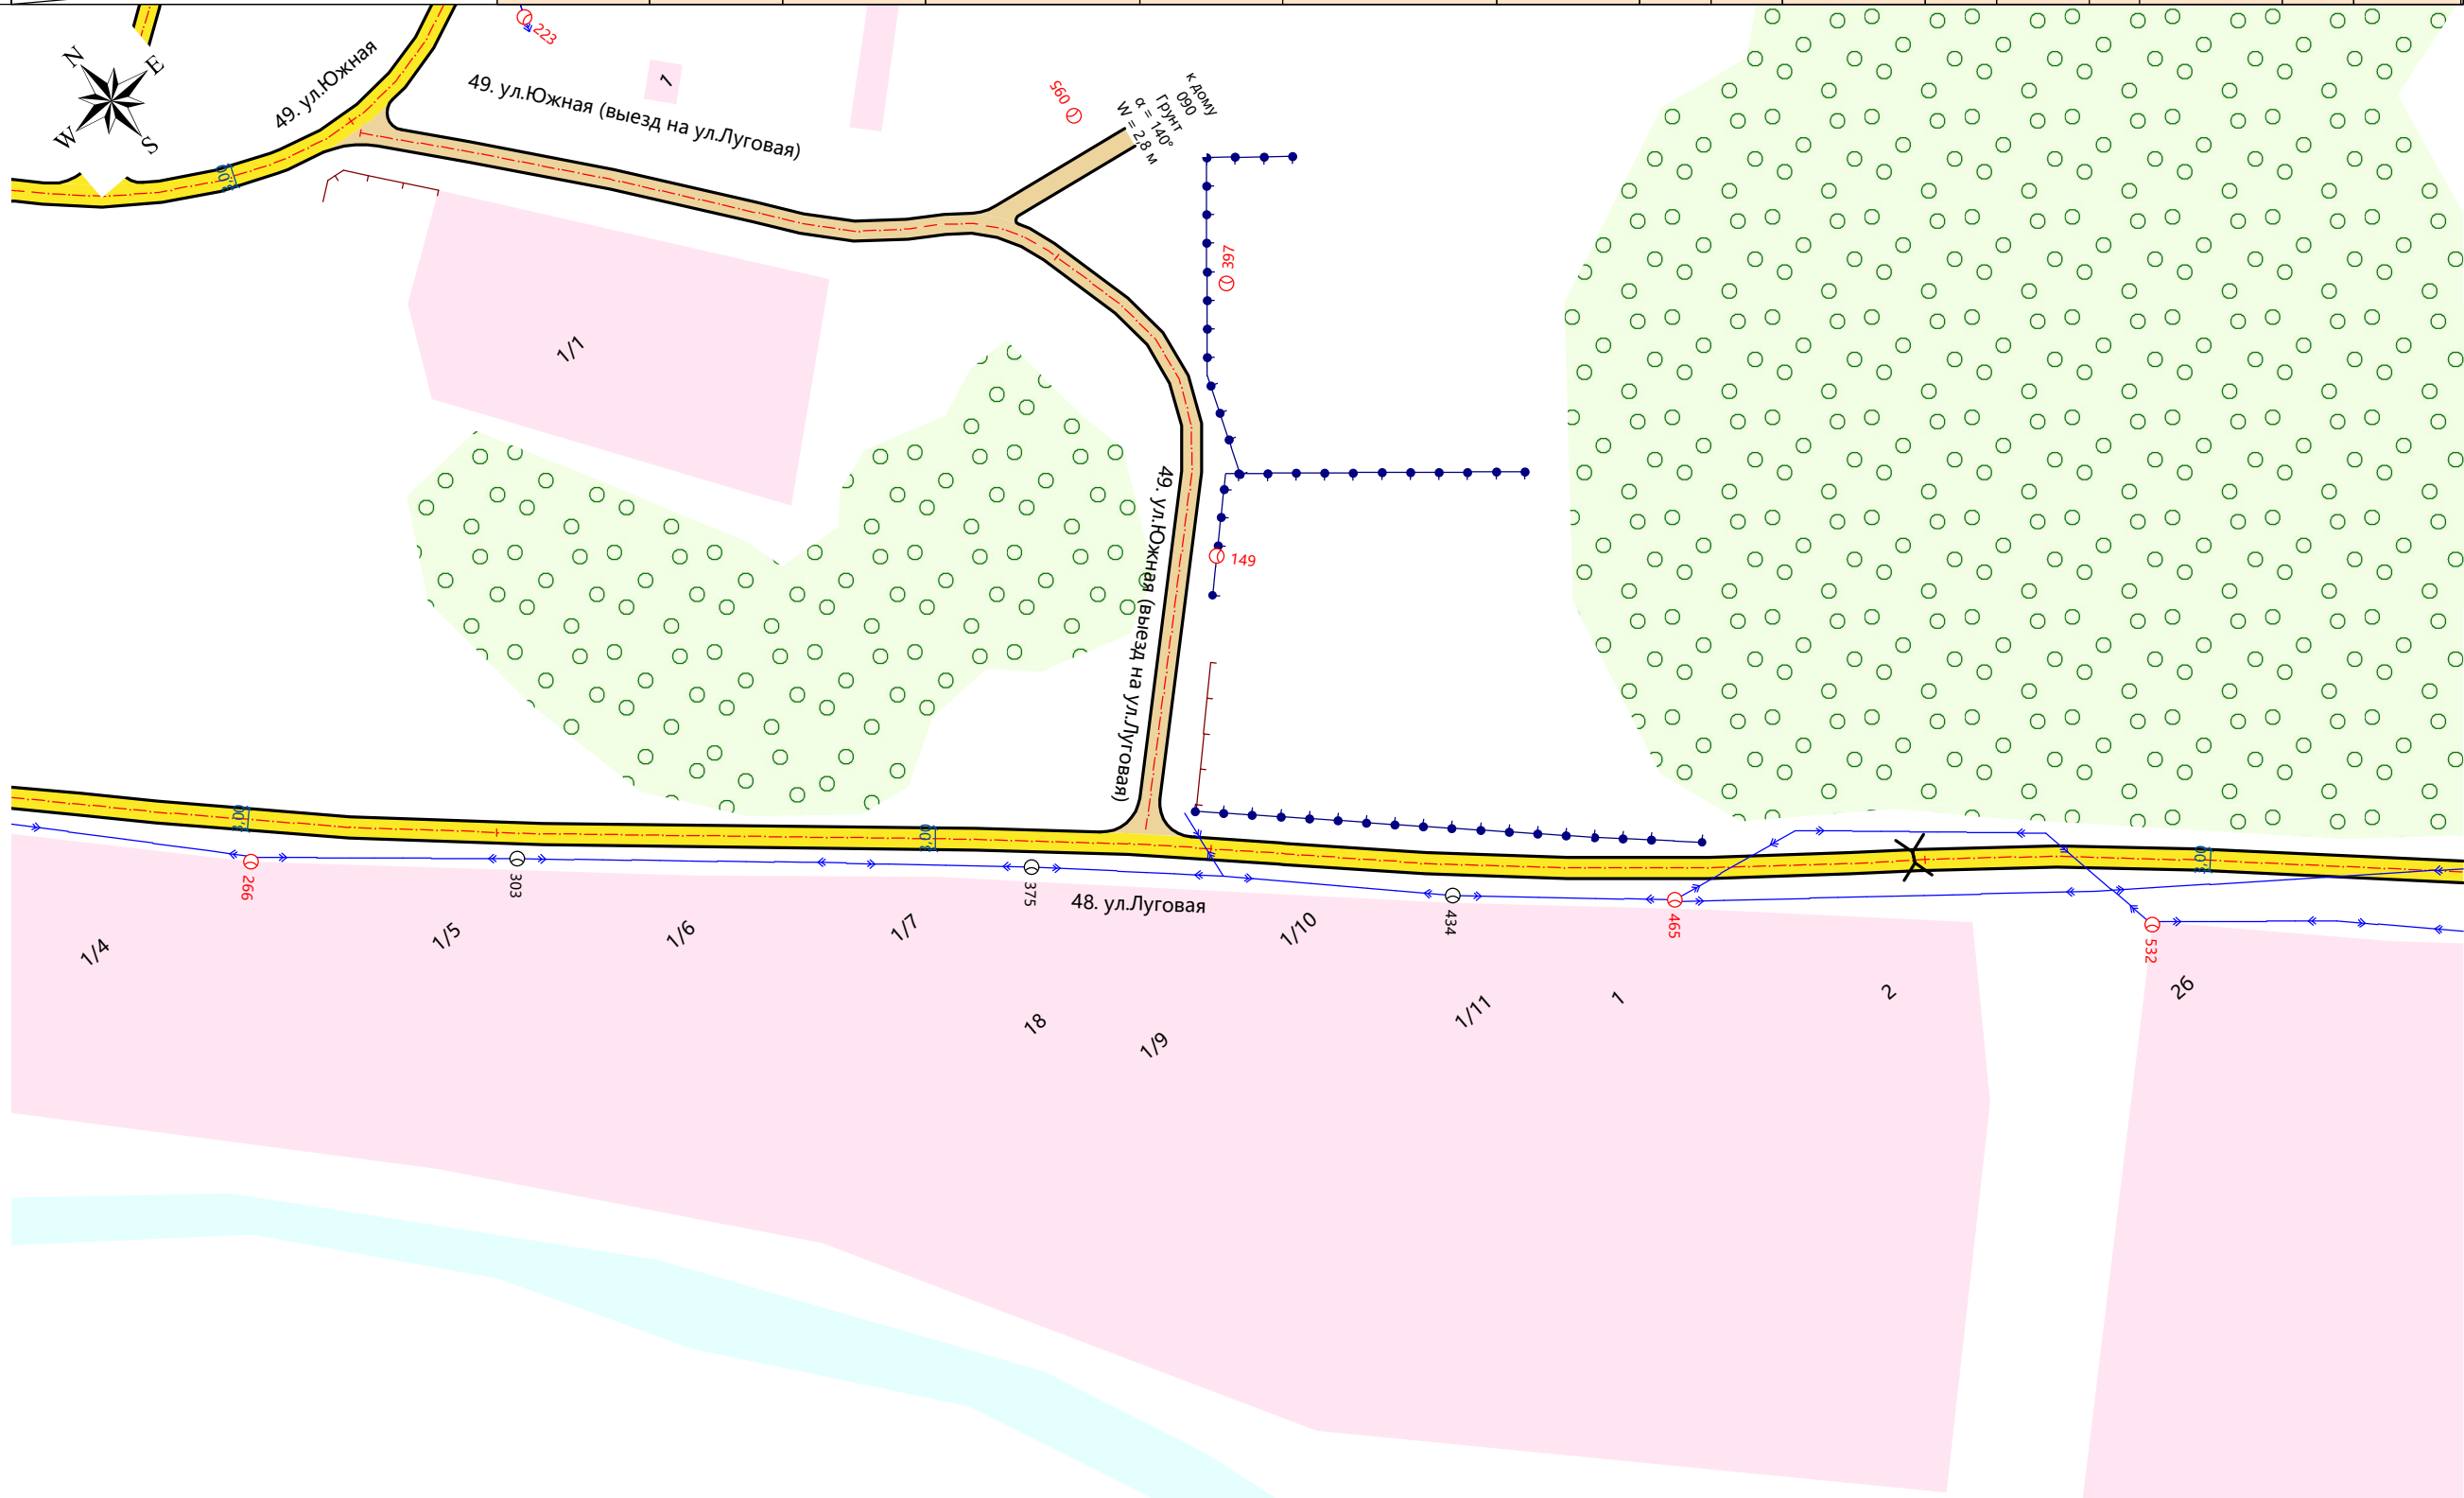 N
E
W
S
49. ул.Южная
223
49. ул.Южная (выезд на ул.Луговая)
1
095
к дому
090
Грунт
α = 140°
W = 2,8 м
397
1/1
149
49. ул.Южная (выезд на ул.Луговая)
266
303
375
434
465
532
48. ул.Луговая
1/4
1/5
1/6
1/7
1/10
18
1/9
1/11
1
2
26